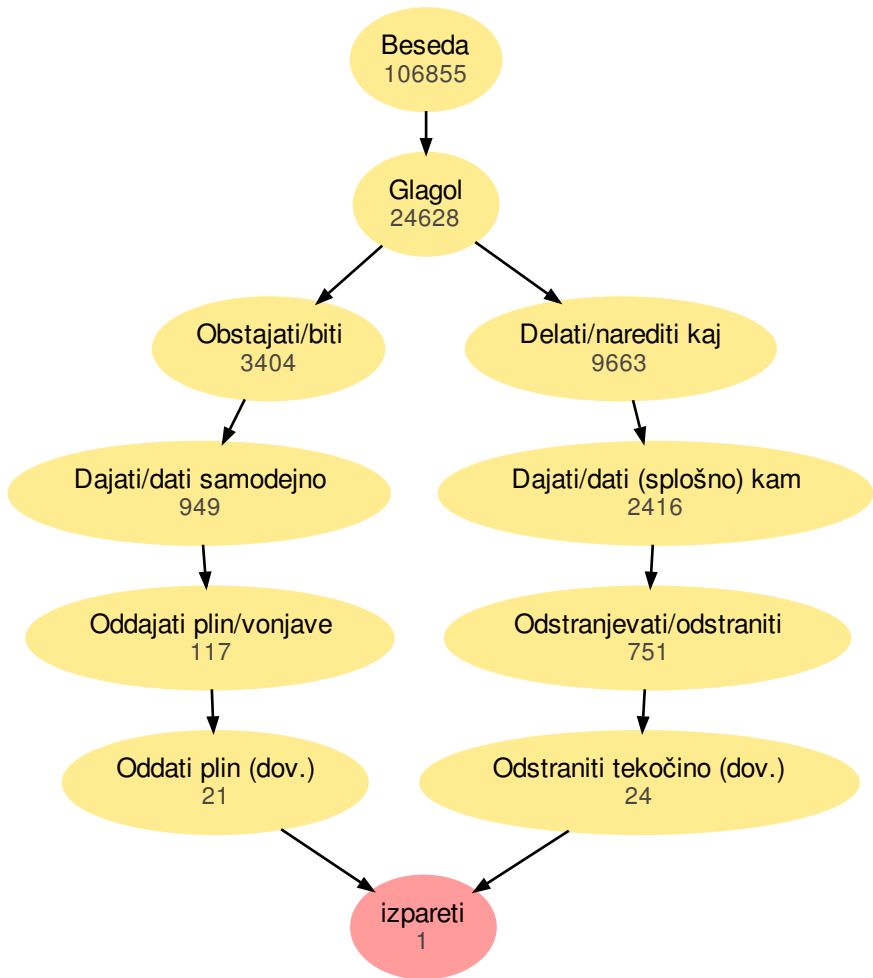 Beseda
106855
Glagol
24628
Obstajati/biti
3404
Delati/narediti kaj
9663
Dajati/dati samodejno
949
Dajati/dati (splošno) kam
2416
Oddajati plin/vonjave
117
Odstranjevati/odstraniti
751
Oddati plin (dov.)
21
Odstraniti tekočino (dov.)
24
izpareti
1